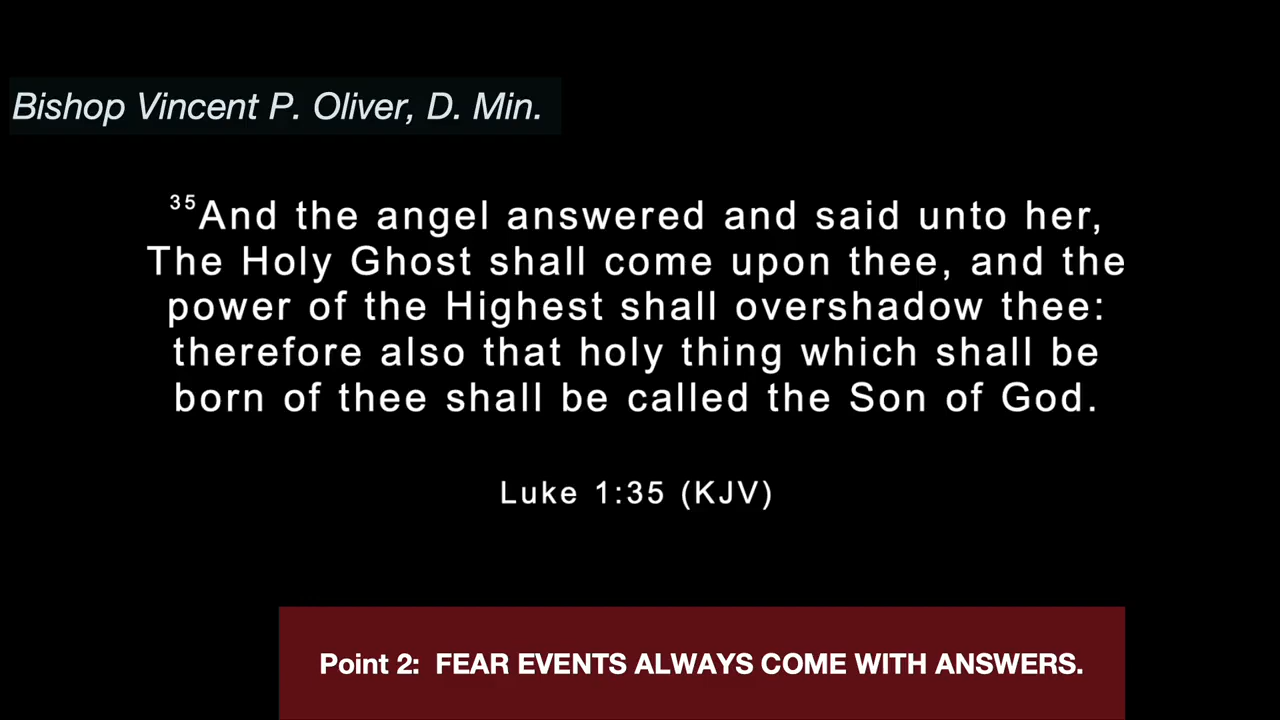 Bishop Vincent P. Oliver, D. Min.
35And the angel answered and said unto her,
The Holy Ghost shall come upon thee, and the
power of the Highest shall overshadow thee:
therefore also that holy thing which shall be
born of thee shall be called the Son of God.
Luke 1:35 (KJV)
Point 2: FEAR EVENTS ALWAYS COME WITH ANSWERS.